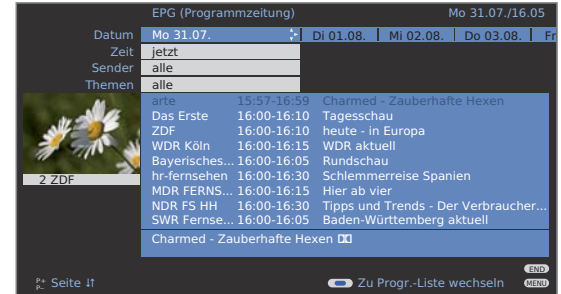 EPG (Programmzeitung) Mo 31.07./16.05
Datum Mo 31.07. Di 01.08. Mi 02.08. Do 03.08. Fr
Zeit jetzt
Sender alle
Themen alle
arte 15:57-16:59 Charmed - Zauberhafte Hexen
Das Erste 16:00-16:10 Tagesschau
ZDF 16:00-16:10 heute - in Europa
WDR Köln 16:00-16:15 WDR aktuell
Bayerisches... 16:00-16:05 Rundschau
hr-fernsehen 16:00-16:30 Schlemmerreise Spanien
MDR FERNS... 16:00-16:15 Hier ab vier
NDR FS HH 16:00-16:30 Tipps und Trends - Der Verbraucher...
SWR Fernse... 16:00-16:05 Baden-Württemberg aktuell
2 ZDF
Charmed - Zauberhafte Hexen
END
P+
P-
Seite Zu Progr.-Liste wechseln MENU